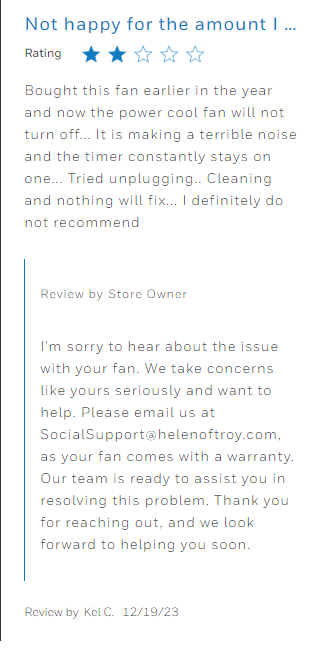 Not happy for the amount I ...
Rating
Bought this fan earlier in the year
and now the power cool fan will not
turn off... It is making a terrible noise
and the timer constantly stays on
one... Tried unplugging.. Cleaning
and nothing will fix... I definitely do
not recommend
Review by Store Owner
I'm sorry to hear about the issue
with your fan. We take concerns
like yours seriously and want to
help. Please email us at
SocialSupport@helenoftroy.com,
as your fan comes with a warranty.
Our team is ready to assist you in
resolving this problem. Thank you
for reaching out, and we look
forward to helping you soon.
Review by Kel C. 12/19/23